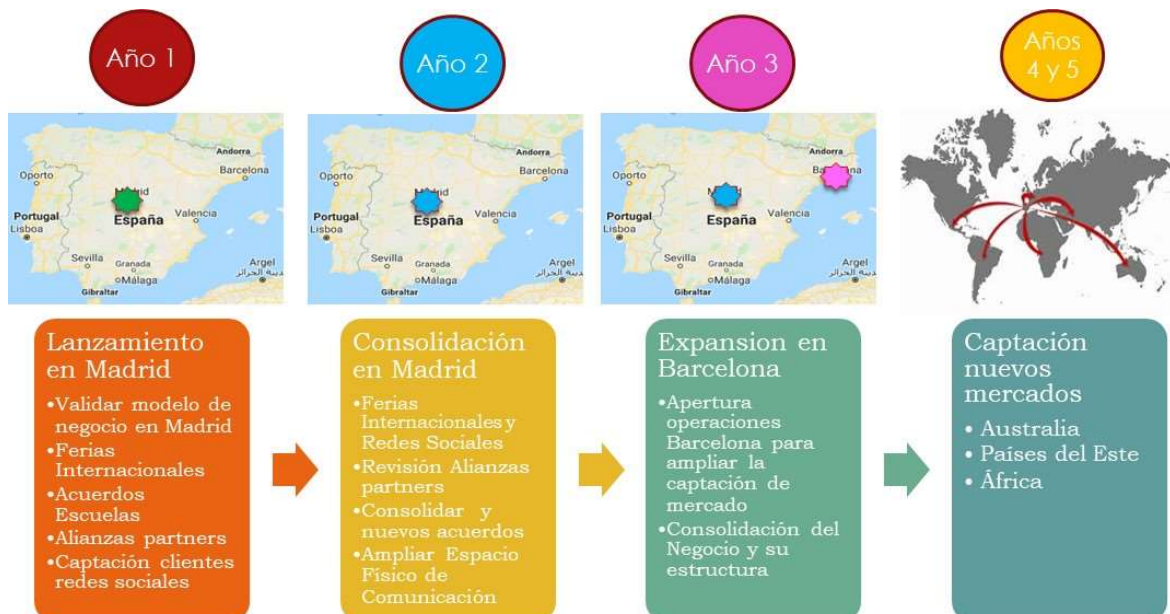 Año 1
Año 2
Año 3
Años
4 y 5
Andorra
Oporto
Barcelona
Madrid
Portugal
España
Valencia
Lisboa
Sevilla
Granada
Málaga
Argel
الجزائر
Gibraltar
Andorra
Oporto
Barcelona
Madrid
Portugal
España
Valencia
Lisboa
Sevilla
Granada
Málaga
Argel
Gibraltar
Andorra
Oporto
Barcelona
Madrid
Portugal
España
Valencia
Lisboa
Sevilla
Granada
Málaga
Argel
Gibraltar
Lanzamiento
en Madrid
•Validar modelo de
negocio en Madrid
•Ferias
Internacionales
•Acuerdos
Escuelas
•Alianzas partners
•Captación clientes
redes sociales
Consolidación
en Madrid
•Ferias
Internacionales y
Redes Sociales
•Revisión Alianzas
partners
•Consolidar y
nuevos acuerdos
•Ampliar Espacio
Físico de
Comunicación
Expansion en
Barcelona
•Apertura
operaciones
Barcelona para
ampliar la
captación de
mercado
•Consolidación del
Negocio y su
estructura
Captación
nuevos
mercados
• Australia
• Países del Este
• África